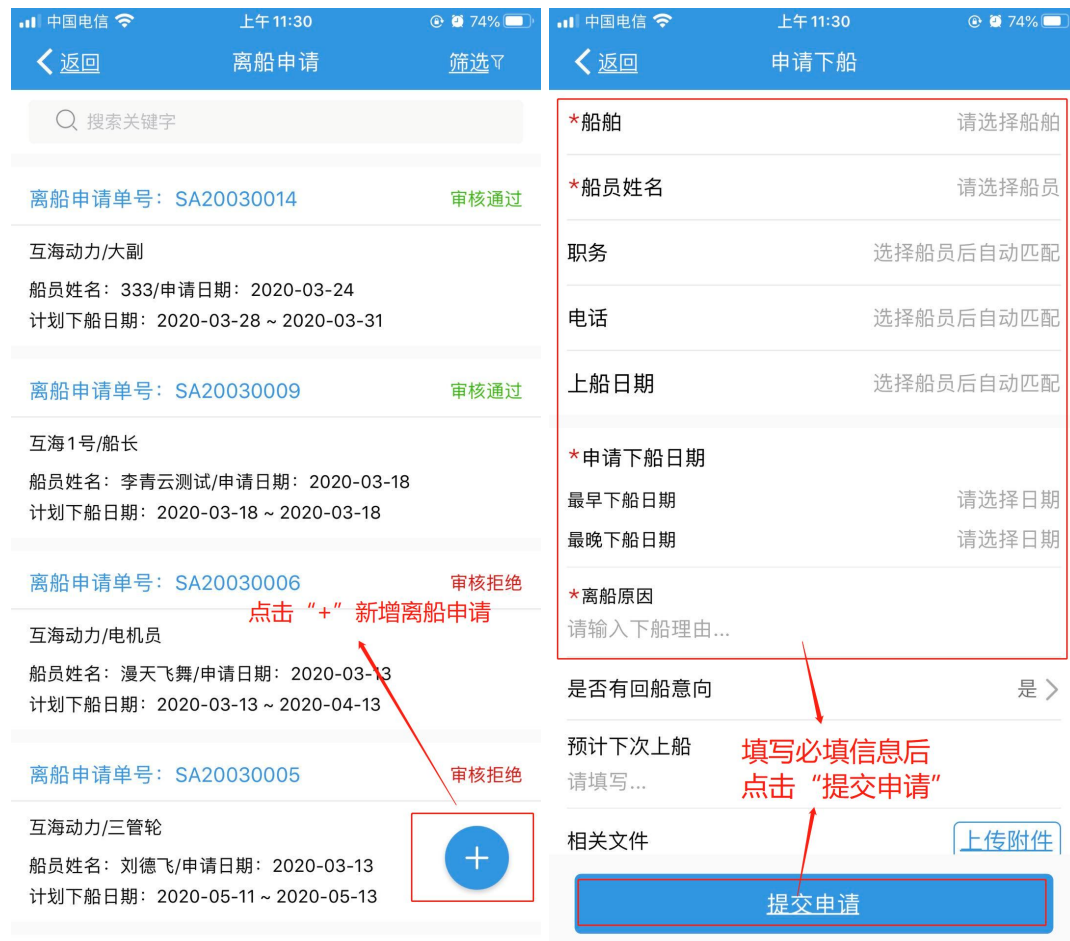 中国电信 上午 11:30 74%
返回 离船申请 筛选
搜索关键字
离船申请单号：SA20030014 审核通过
互海动力/大副
船员姓名：333/申请日期：2020-03-24
计划下船日期：2020-03-28 ~ 2020-03-31
离船申请单号：SA20030009 审核通过
互海1号/船长
船员姓名：李青云测试/申请日期：2020-03-18
计划下船日期：2020-03-18 ~ 2020-03-18
离船申请单号：SA20030006 审核拒绝
点击“+”新增离船申请
互海动力/电机员
船员姓名：漫天飞舞/申请日期：2020-03-13
计划下船日期：2020-03-13 ~ 2020-04-13
离船申请单号：SA20030005 审核拒绝
互海动力/三管轮
船员姓名：刘德飞/申请日期：2020-03-13
计划下船日期：2020-05-11 ~ 2020-05-13
+
中国电信 上午 11:30 74%
返回 申请下船
*船舶 请选择船舶
*船员姓名 请选择船员
职务 选择船员后自动匹配
电话 选择船员后自动匹配
上船日期 选择船员后自动匹配
*申请下船日期
最早下船日期 请选择日期
最晚下船日期 请选择日期
*离船原因
请输入下船理由...
是否有回船意向 是
预计下次上船
请填写...
填写必填信息后
点击“提交申请”
相关文件 上传附件
提交申请